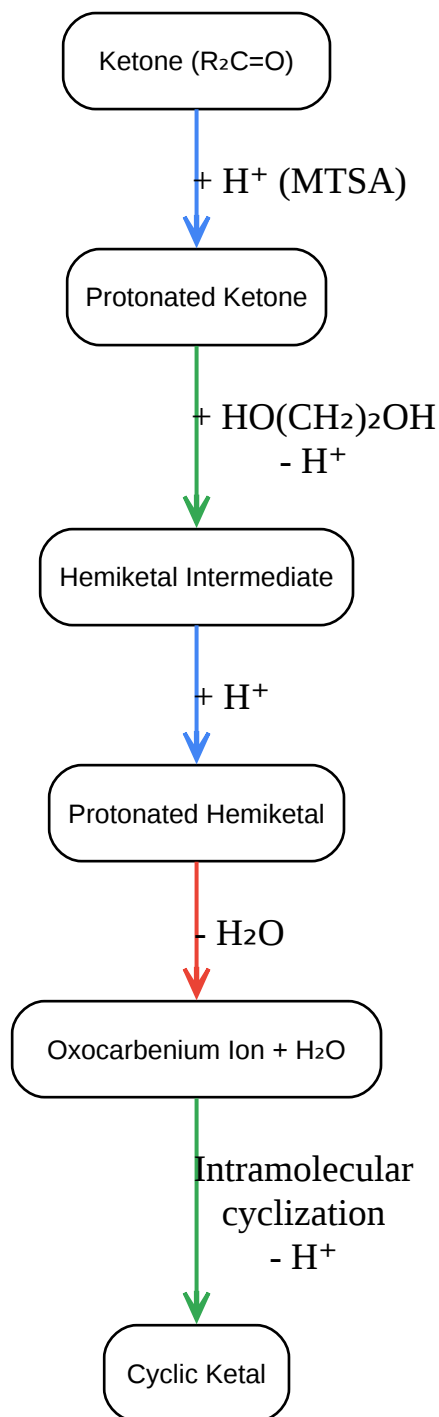 Ketone (R₂C=O)
+ H⁺ (MTSA)
Protonated Ketone
+ HO(CH₂)₂OH
- H⁺
Hemiketal Intermediate
+ H⁺
Protonated Hemiketal
- H₂O
Oxocarbenium Ion + H₂O
Intramolecular
cyclization
- H⁺
Cyclic Ketal